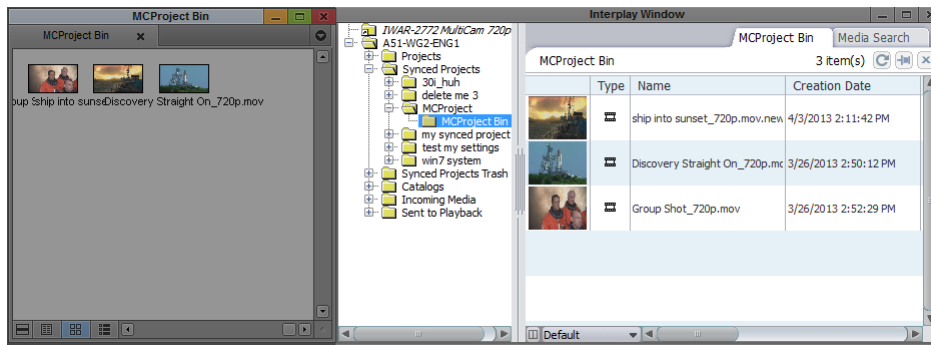 MCProject Bin
MCProject Bin x
Ship into sunse Discovery Straight On_720p.mov
Interplay Window
IWAR-2772 MultiCam 720p
A51-WG2-ENG1
Projects
Synced Projects
30i_huh
delete me 3
MCProject
MCProject Bin
my synced project
test my settings
win7 system
Synced Projects Trash
Catalogs
Incoming Media
Sent to Playback
MCProject Bin Media Search
MCProject Bin 3 item(s)
Type Name Creation Date
ship into sunset_720p.mov.new 4/3/2013 2:11:42 PM
Discovery Straight On_720p.mc 3/26/2013 2:50:12 PM
Group Shot_720p.mov 3/26/2013 2:52:29 PM
Default